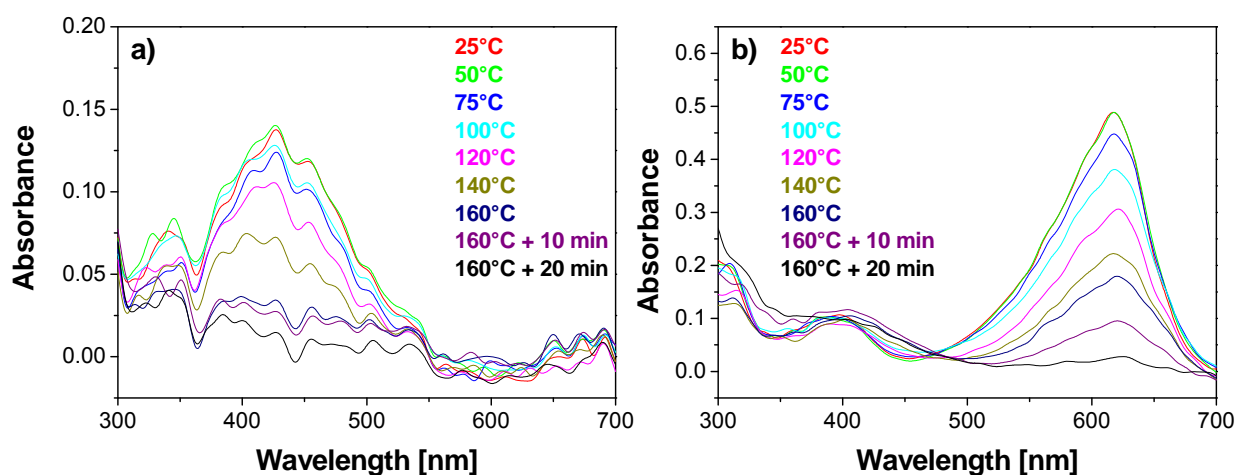 a)
25°C
50°C
75°C
100°C
120°C
140°C
160°C
160°C + 10 min
160°C + 20 min
0.20
0.15
0.10
0.05
0.00
Absorbance
300 400 500 600 700
Wavelength [nm]
b)
25°C
50°C
75°C
100°C
120°C
140°C
160°C
160°C + 10 min
160°C + 20 min
0.6
0.5
0.4
0.3
0.2
0.1
0.0
Absorbance
300 400 500 600 700
Wavelength [nm]